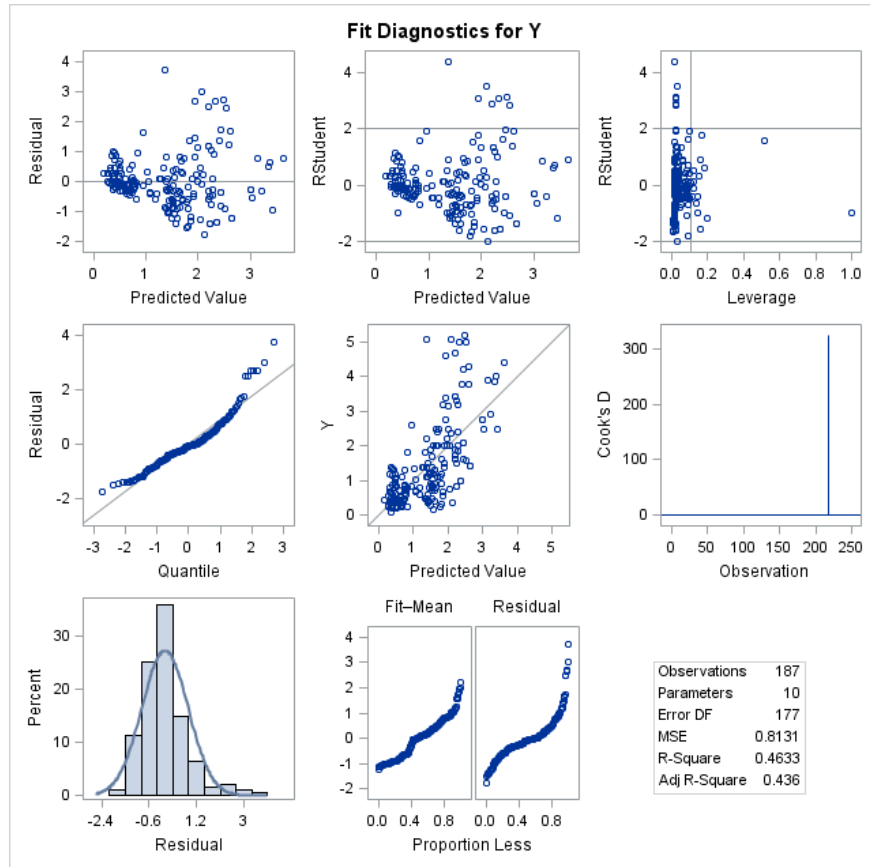 Fit Diagnostics for Y
Residual
4
3
2
1
0
-1
-2
0 1 2 3
Predicted Value
RStudent
4
2
0
-2
0 1 2 3
Predicted Value
RStudent
4
2
0
-2
0.0 0.2 0.4 0.6 0.8 1.0
Leverage
Residual
4
2
0
-2
-3 -2 -1 0 1 2 3
Quantile
Y
5
4
3
2
1
0
0 1 2 3 4 5
Predicted Value
Cook's D
300
200
100
0
0 50 100 150 200 250
Observation
Percent
30
20
10
0
-2.4 -0.6 1.2 3
Residual
Fit–Mean Residual
4
3
2
1
0
-1
-2
0.0 0.4 0.8 0.0 0.4 0.8
Proportion Less
Observations 187
Parameters 10
Error DF 177
MSE 0.8131
R-Square 0.4633
Adj R-Square 0.436